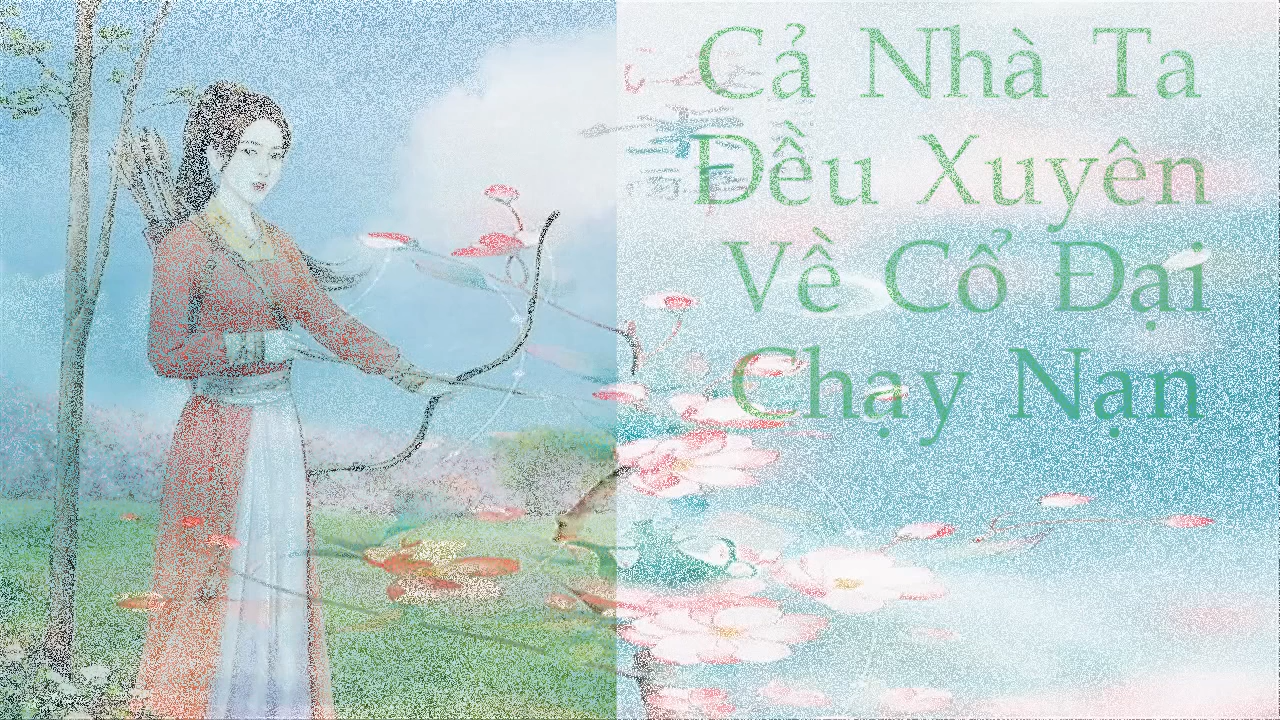 Cả Nhà Ta
Đều Xuyên
Về Cổ Đại
Chạy Nạn